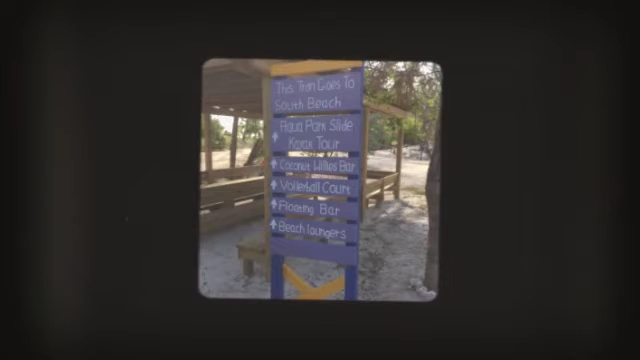 This Tram Goes To
South Beach
Aqua Park Slide
Kayak Tour
Coconut Willies Bar
Volleyball Court
Floating Bar
Beach loungers